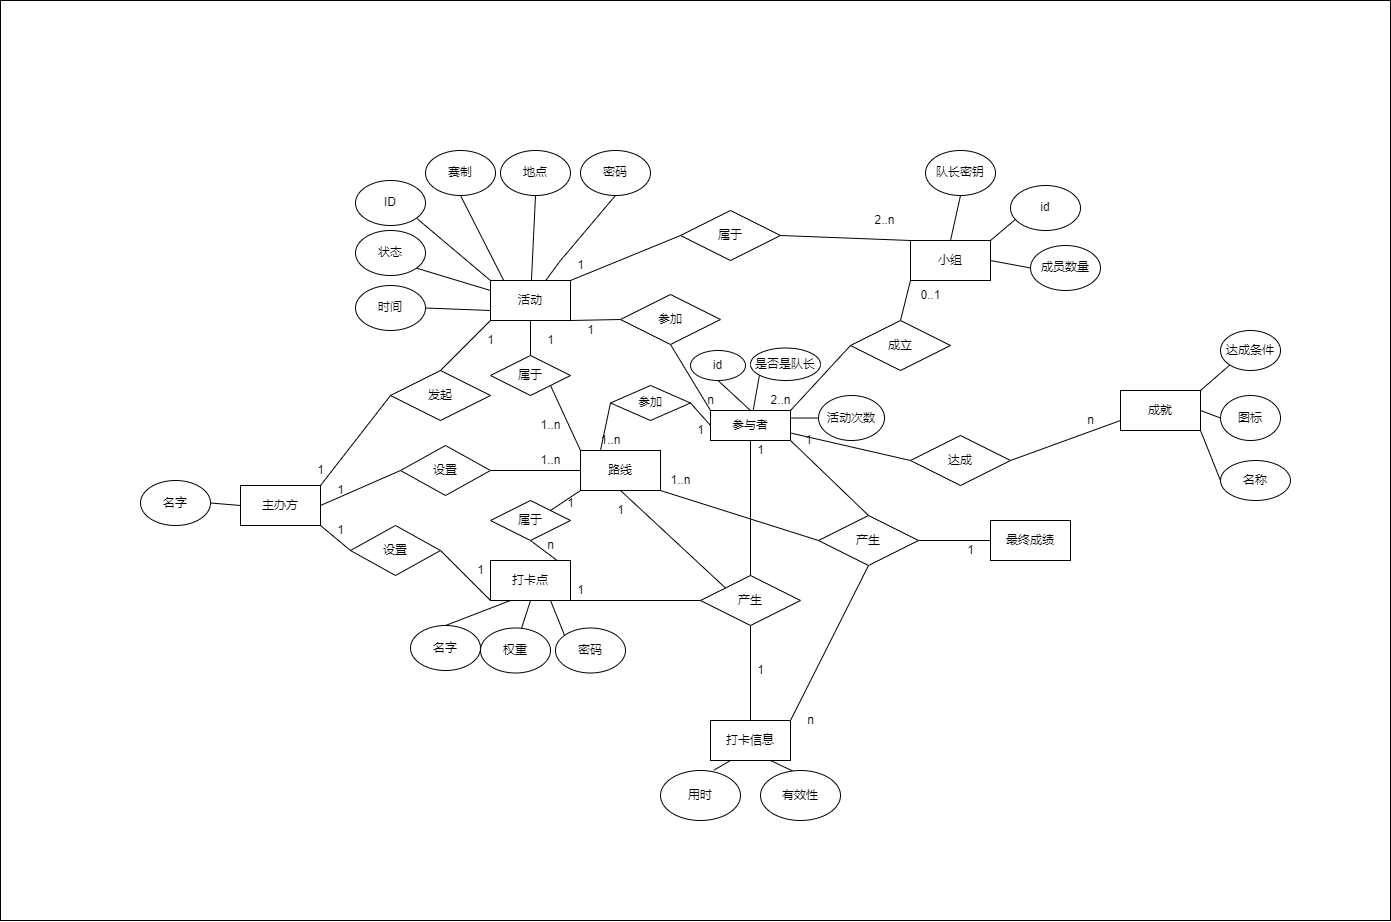 赛制
地点
密码
队长密钥
ID
id
2..n
属于
状态
小组
成员数量
1
活动
时间
0..1
参加
1
1
1
成立
达成条件
id
是否是队长
属于
发起
n
2..n
成就
参加
图标
活动次数
n
1..n
1
参与者
1..n
1
1
1..n
路线
达成
1
设置
1
1..n
名称
名字
主办方
1
1
属于
1
设置
n
产生
1
最终成绩
1
打卡点
1
产生
名字
权重
密码
1
n
打卡信息
用时
有效性